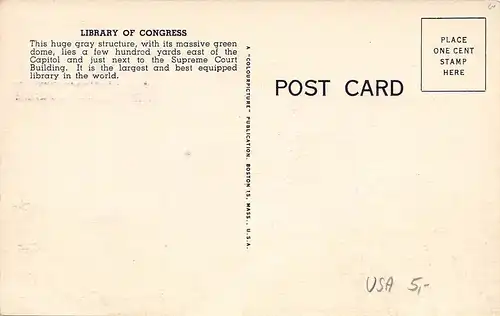 LIBRARY OF CONGRESS
This huge gray structure, with its massive green
dome, lies a few hundred yards east of the
Capitol and just next to the Supreme Court
Building. It is the largest and best equipped
library in the world.
A "COLOURPICTURE" PUBLICATION, BOSTON 15, MASS., U.S.A.
POST CARD
PLACE
ONE CENT
STAMP
HERE
USA 5,-